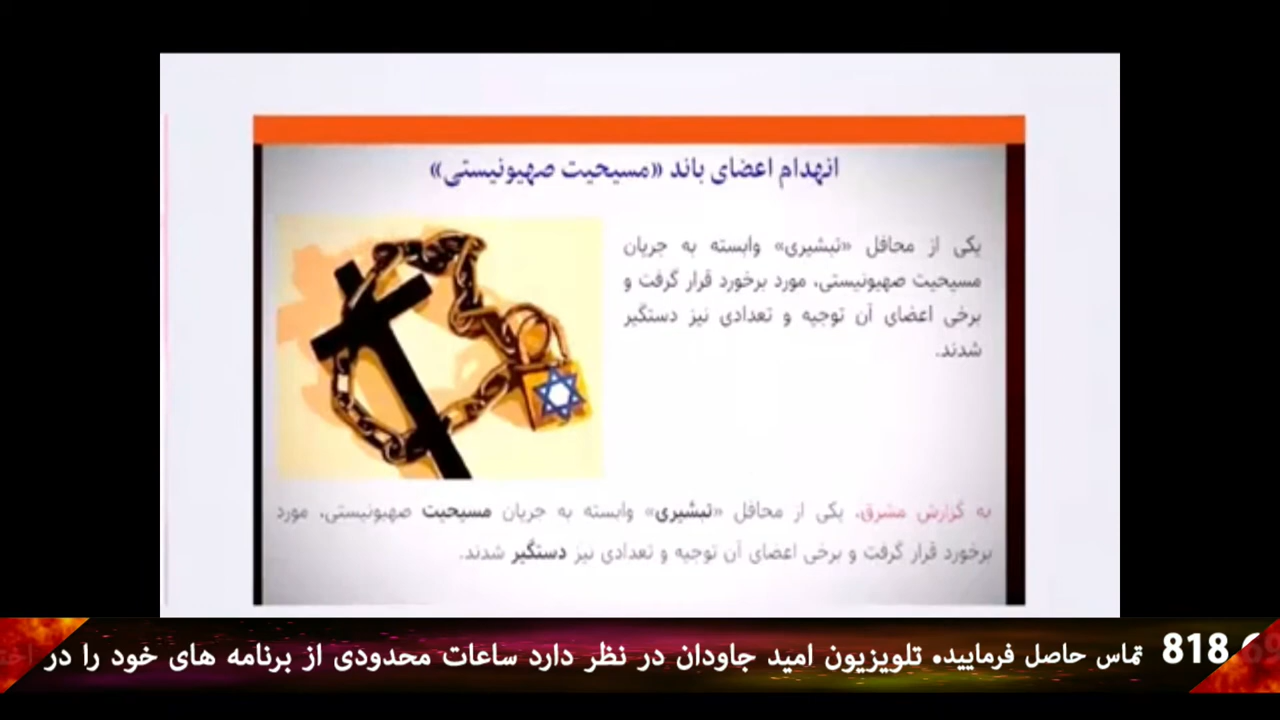 انهدام اعضای باند «مسیحیت صهیونیستی»
یکی از محافل «تبشیری» وابسته به جریان
مسیحیت صهیونیستی، مورد برخورد قرار گرفت و
برخی اعضای آن توجیه و تعدادی نیز دستگیر
شدند.
به گزارش مشرق، یکی از محافل «تبشیری» وابسته به جریان مسیحیت صهیونیستی، مورد
برخورد قرار گرفت و برخی اعضای آن توجیه و تعدادی نیز دستگیر شدند.
818 تماس حاصل فرمایید. تلویزیون امید جاودان در نظر دارد ساعات محدودی از برنامه های خود را در